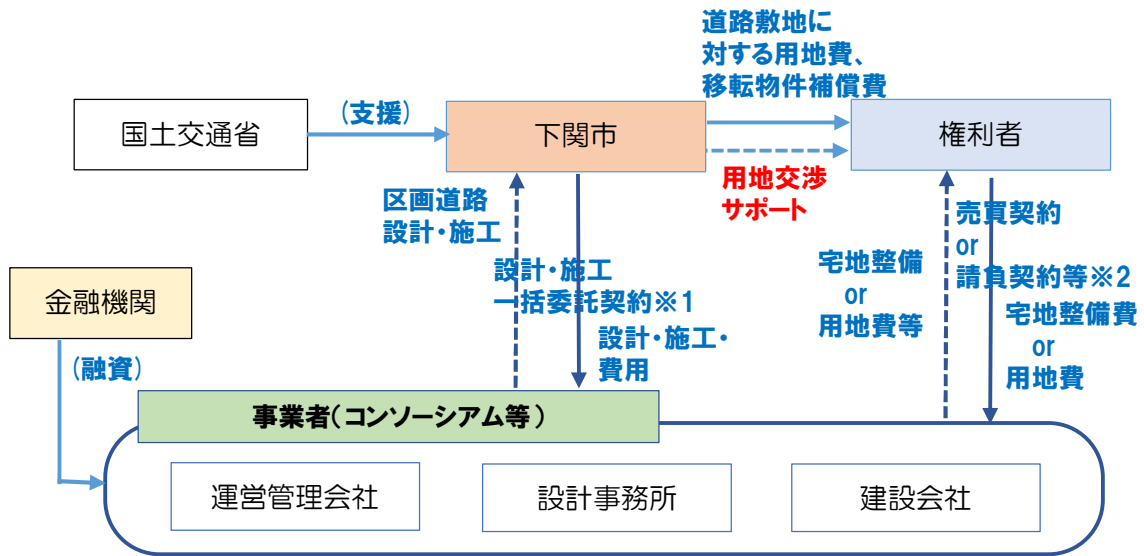 道路敷地に
対する用地費、
移転物件補償費
国土交通省
(支援)
下関市
権利者
用地交渉
サポート
区画道路
設計・施工
設計・施工
一括委託契約※1
設計・施工・
費用
宅地整備
or
用地費等
売買契約
or
請負契約等※2
宅地整備費
or
用地費
金融機関
(融資)
事業者(コンソーシアム等)
運営管理会社
設計事務所
建設会社